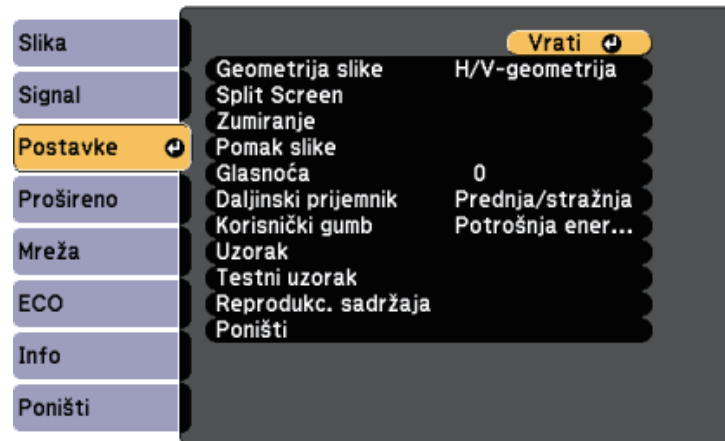 Slika
Signal
Postavke
Prošireno
Mreža
ECO
Info
Poništi
Vrati
Geometrija slike H/V-geometrija
Split Screen
Zumiranje
Pomak slike
Glasnoća 0
Daljinski prijemnik Prednja/stražnja
Korisnički gumb Potrošnja ener...
Uzorak
Testni uzorak
Reprodukc. sadržaja
Poništi